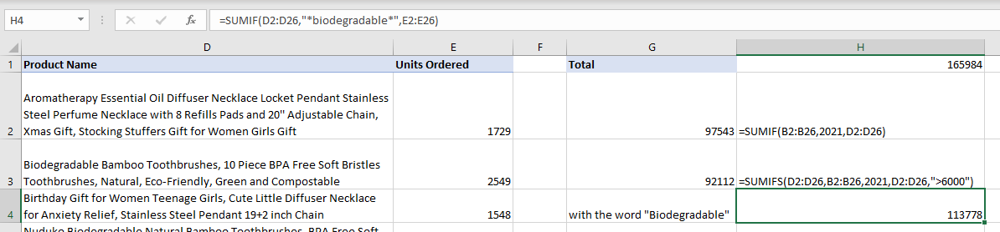 H4 fx =SUMIF(D2:D26,"*biodegradable*",E2:E26)
D E F G H
1 Product Name Units Ordered Total 165984
Aromatherapy Essential Oil Diffuser Necklace Locket Pendant Stainless
Steel Perfume Necklace with 8 Refills Pads and 20" Adjustable Chain,
2 Xmas Gift, Stocking Stuffers Gift for Women Girls Gift 1729 97543 =SUMIF(B2:B26,2021,D2:D26)
Biodegradable Bamboo Toothbrushes, 10 Piece BPA Free Soft Bristles
3 Toothbrushes, Natural, Eco-Friendly, Green and Compostable 2549 92112 =SUMIFS(D2:D26,B2:B26,2021,D2:D26,">6000")
Birthday Gift for Women Teenage Girls, Cute Little Diffuser Necklace
4 for Anxiety Relief, Stainless Steel Pendant 19+2 inch Chain 1548 with the word "Biodegradable" 113778
Nuduko Biodegradable Natural Bamboo Toothbrushes, BPA Free Soft